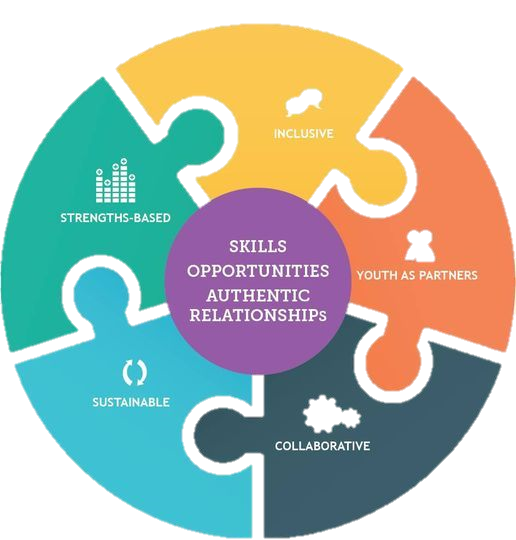 INCLUSIVE
STRENGTHS-BASED
SKILLS
OPPORTUNITIES
AUTHENTIC
RELATIONSHIPs
YOUTH AS PARTNERS
SUSTAINABLE
COLLABORATIVE